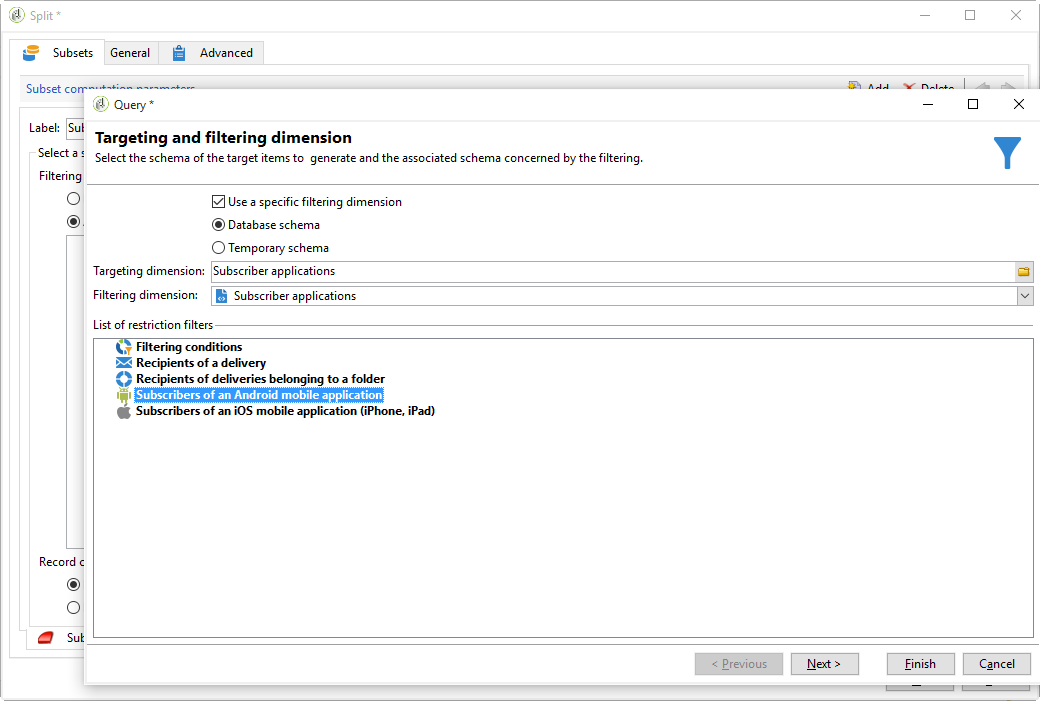 Split *
Subsets General Advanced
Subset computation parameters Add Delete
Query *
Label: Sub
Targeting and filtering dimension
Select the schema of the target items to generate and the associated schema concerned by the filtering.
Select a s
Filtering
Use a specific filtering dimension
Database schema
Temporary schema
Targeting dimension: Subscriber applications
Filtering dimension: Subscriber applications
List of restriction filters
Filtering conditions
Recipients of a delivery
Recipients of deliveries belonging to a folder
Subscribers of an Android mobile application
Subscribers of an iOS mobile application (iPhone, iPad)
Record
Sub
< Previous Next > Finish Cancel